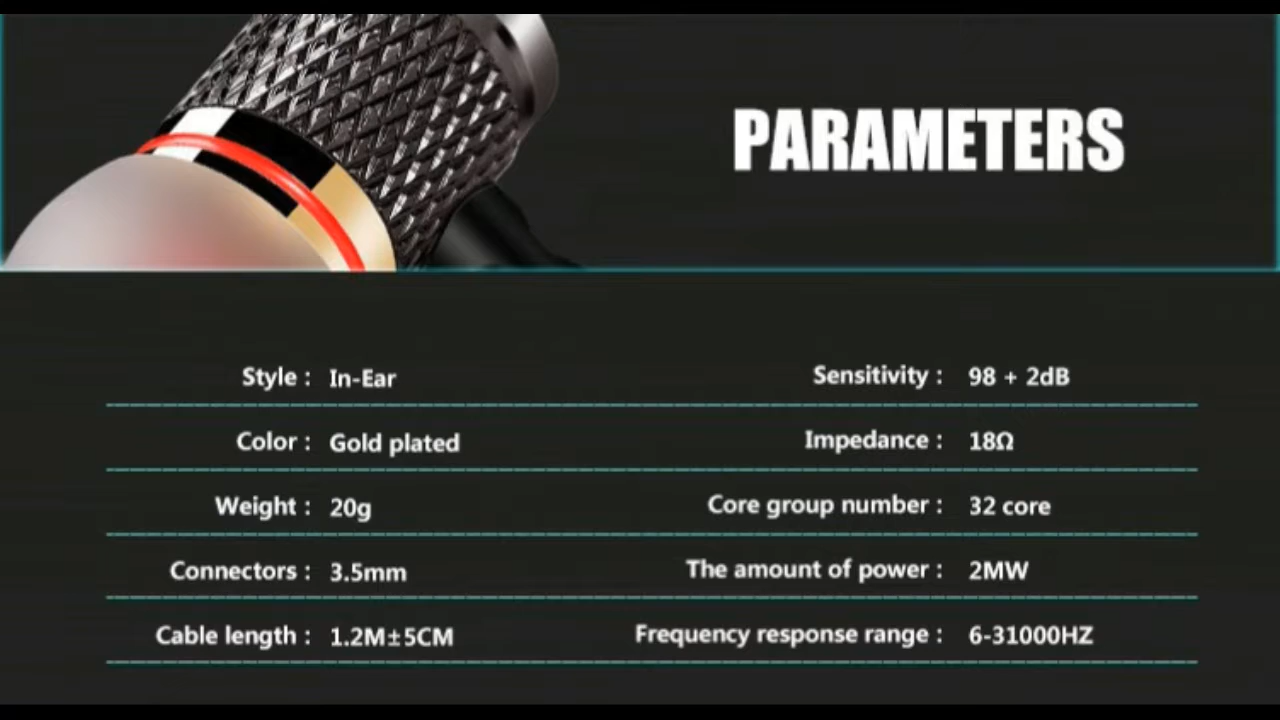 PARAMETERS
Style : In-Ear
Sensitivity : 98 + 2dB
Color : Gold plated
Impedance : 18Ω
Weight : 20g
Core group number : 32 core
Connectors : 3.5mm
The amount of power : 2MW
Cable length : 1.2M±5CM
Frequency response range : 6-31000HZ